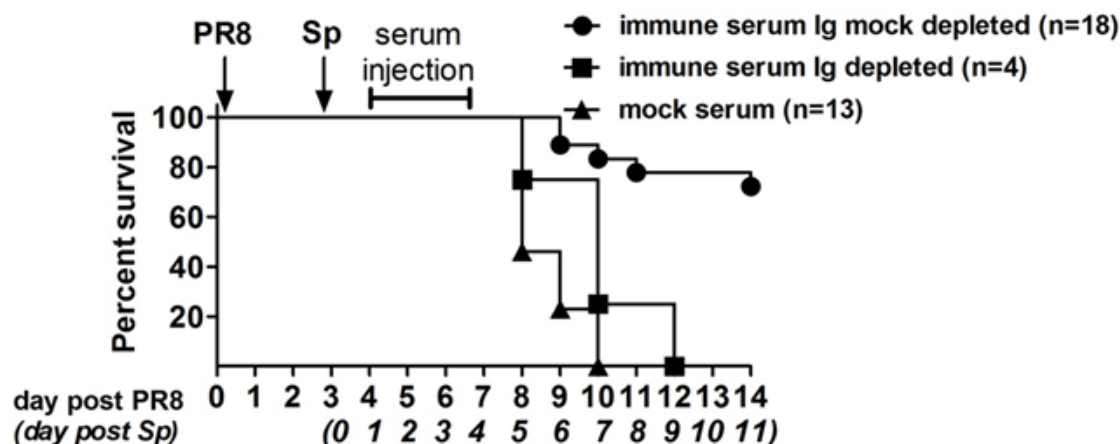 PR8 Sp serum injection
immune serum Ig mock depleted (n=18)
immune serum Ig depleted (n=4)
mock serum (n=13)
Percent survival
100
80
60
40
20
0 1 2 3 4 5 6 7 8 9 10 11 12 13 14
day post PR8
(day post Sp) (0 1 2 3 4 5 6 7 8 9 10 11)